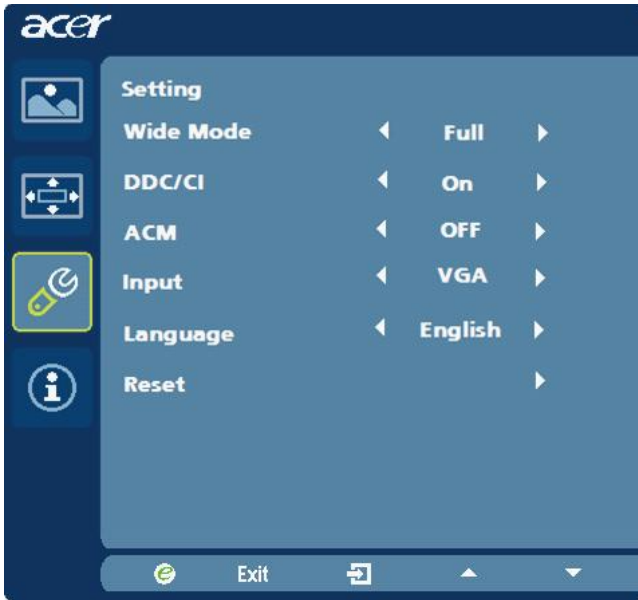 acer
Setting
Wide Mode Full
DDC/CI On
ACM OFF
Input VGA
Language English
Reset
e Exit